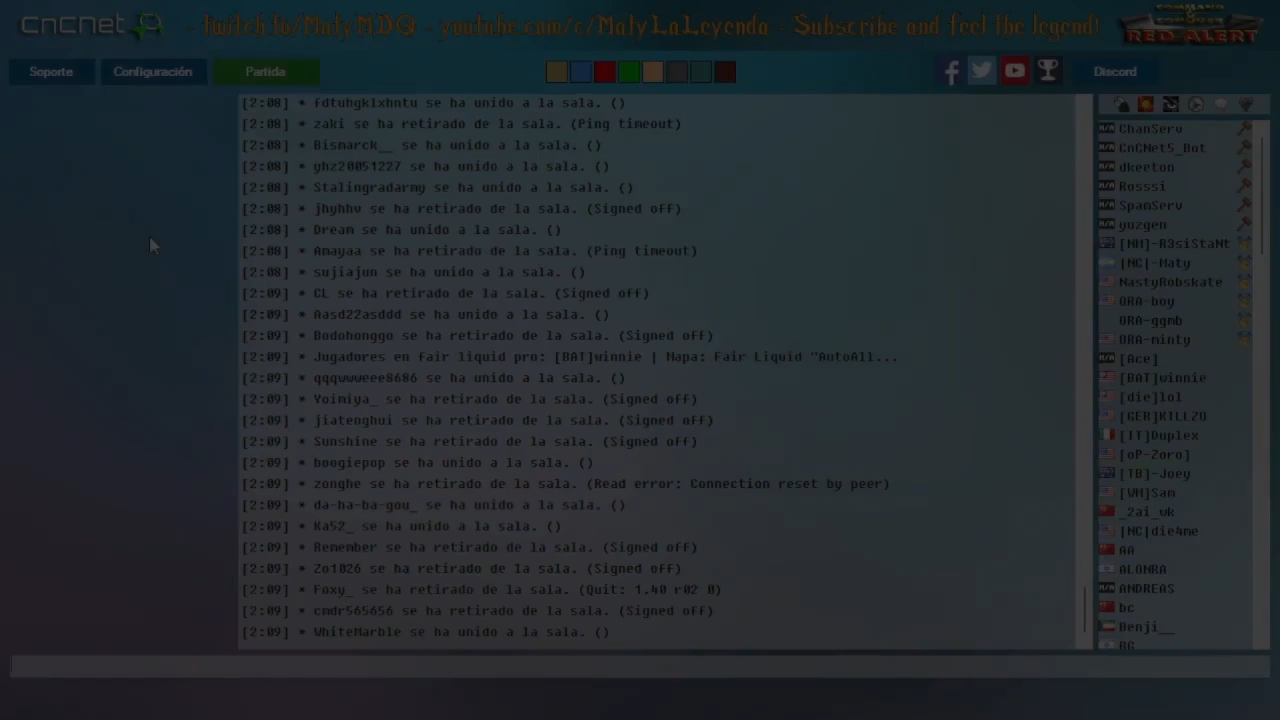 cncnet - Twitch.tv/MatyMDG - youtube.com/c/MatyLaLeyenda - Subscribe and feel the legend! COMMAND & CONQUER RED ALERT
Soporte Configuración Partida Discord
[2:08] * fdtuhgklxhntu se ha unido a la sala. ()
[2:08] * zaki se ha retirado de la sala. (Ping timeout)
[2:08] * Bismarck__ se ha unido a la sala. ()
[2:08] * yhz20051227 se ha unido a la sala. ()
[2:08] * Stalingradarmy se ha unido a la sala. ()
[2:08] * jhyhhv se ha retirado de la sala. (Signed off)
[2:08] * Dream se ha unido a la sala. ()
[2:08] * Amayaa se ha retirado de la sala. (Ping timeout)
[2:08] * sujiajun se ha unido a la sala. ()
[2:09] * CL se ha retirado de la sala. (Signed off)
[2:09] * Aasd22asddd se ha unido a la sala. ()
[2:09] * Bodohonggo se ha retirado de la sala. (Signed off)
[2:09] * Jugadores en fair liquid pro: [BAT]winnie | Mapa: Fair Liquid "AutoAll...
[2:09] * qqqwwweee8686 se ha unido a la sala. ()
[2:09] * Yoimiya_ se ha retirado de la sala. (Signed off)
[2:09] * jiatenghui se ha retirado de la sala. (Signed off)
[2:09] * Sunshine se ha retirado de la sala. (Signed off)
[2:09] * boogiepop se ha unido a la sala. ()
[2:09] * zonghe se ha retirado de la sala. (Read error: Connection reset by peer)
[2:09] * da-ha-ba-gou_ se ha unido a la sala. ()
[2:09] * Ka52_ se ha unido a la sala. ()
[2:09] * Remember se ha retirado de la sala. (Signed off)
[2:09] * Zo1026 se ha retirado de la sala. (Signed off)
[2:09] * Foxy_ se ha retirado de la sala. (Quit: 1.40 r02 0)
[2:09] * cmdr565656 se ha retirado de la sala. (Signed off)
[2:09] * WhiteMarble se ha unido a la sala. ()
ChanServ
CnCNet5_Bot
dkeeton
Rosssi
SpamServ
yuzgen
[NH]-R3siStaNt
|NC|-Maty
NastyRobskate
ORA-boy
ORA-ggmb
ORA-minty
[Ace]
[BAT]winnie
[die]lol
[GER]KILLZO
[IT]Duplex
[oP-Zoro]
[TB]-Joey
[WM]Sam
_2ai_wk
|NC|die4me
AA
ALONRA
ANDREAS
bc
Benji__
BG